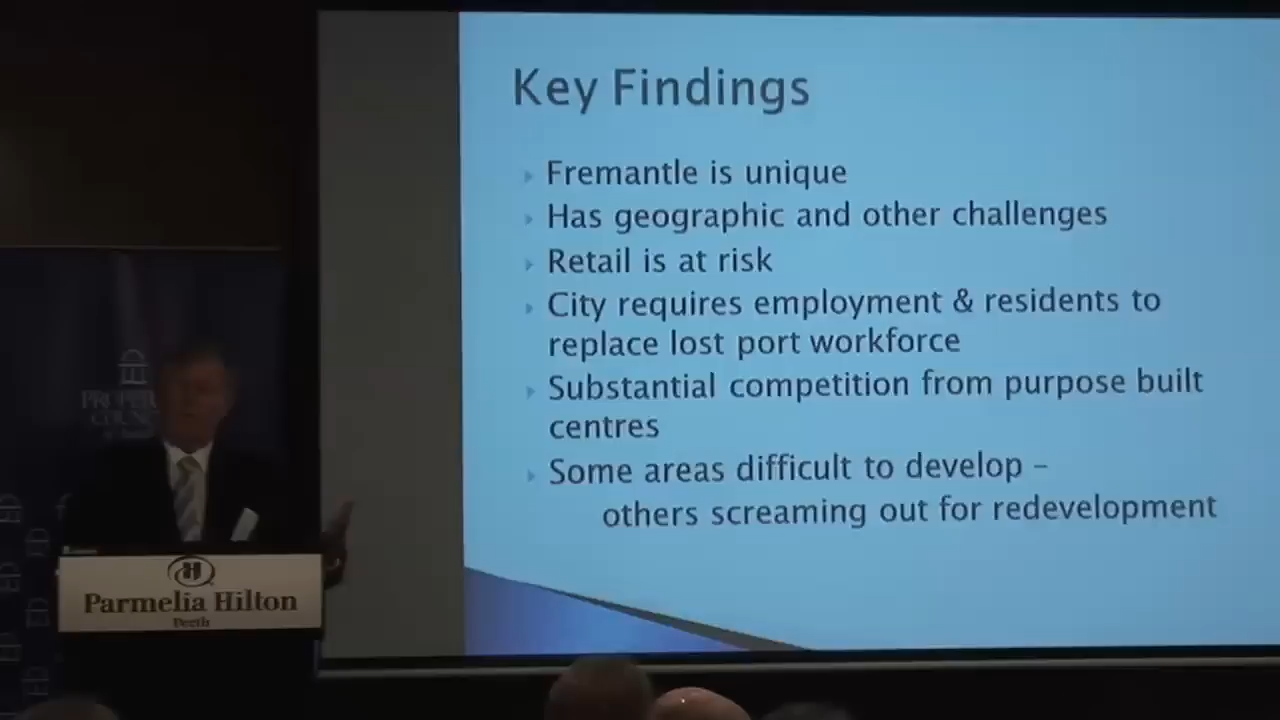 Key Findings
Fremantle is unique
Has geographic and other challenges
Retail is at risk
City requires employment & residents to
replace lost port workforce
Substantial competition from purpose built
centres
Some areas difficult to develop –
others screaming out for redevelopment
Parmelia Hilton
Perth